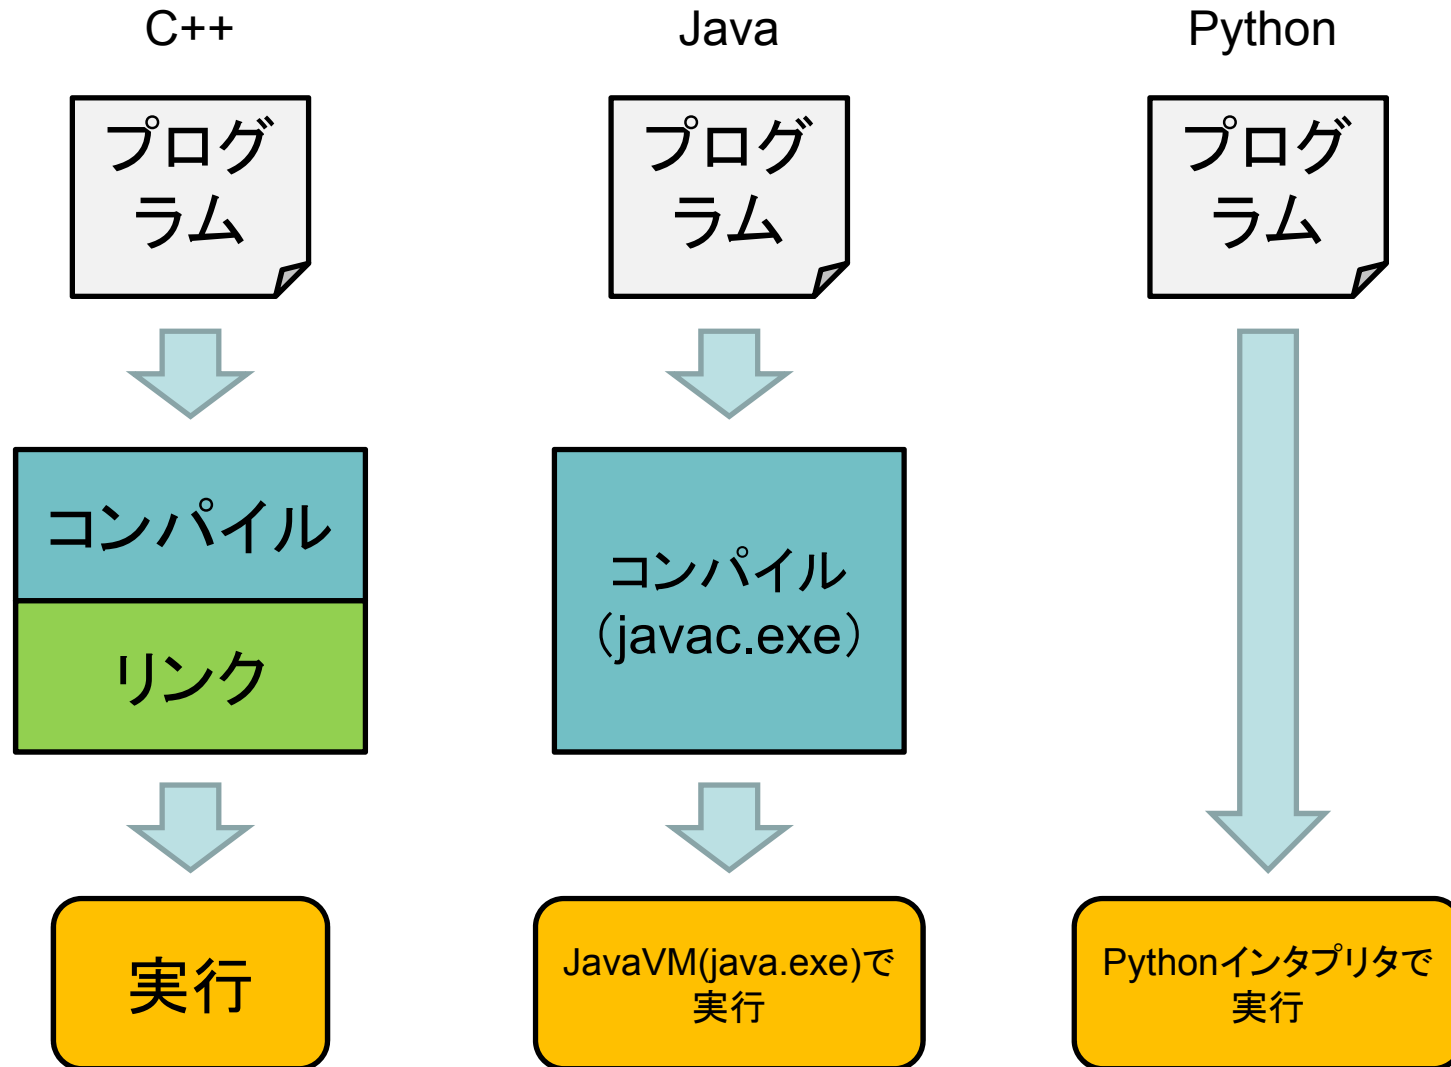 C++
Java
Python
プログ
ラム
プログ
ラム
プログ
ラム
コンパイル
リンク
コンパイル
（javac.exe）
実行
JavaVM(java.exe)で
実行
Pythonインタプリタで
実行